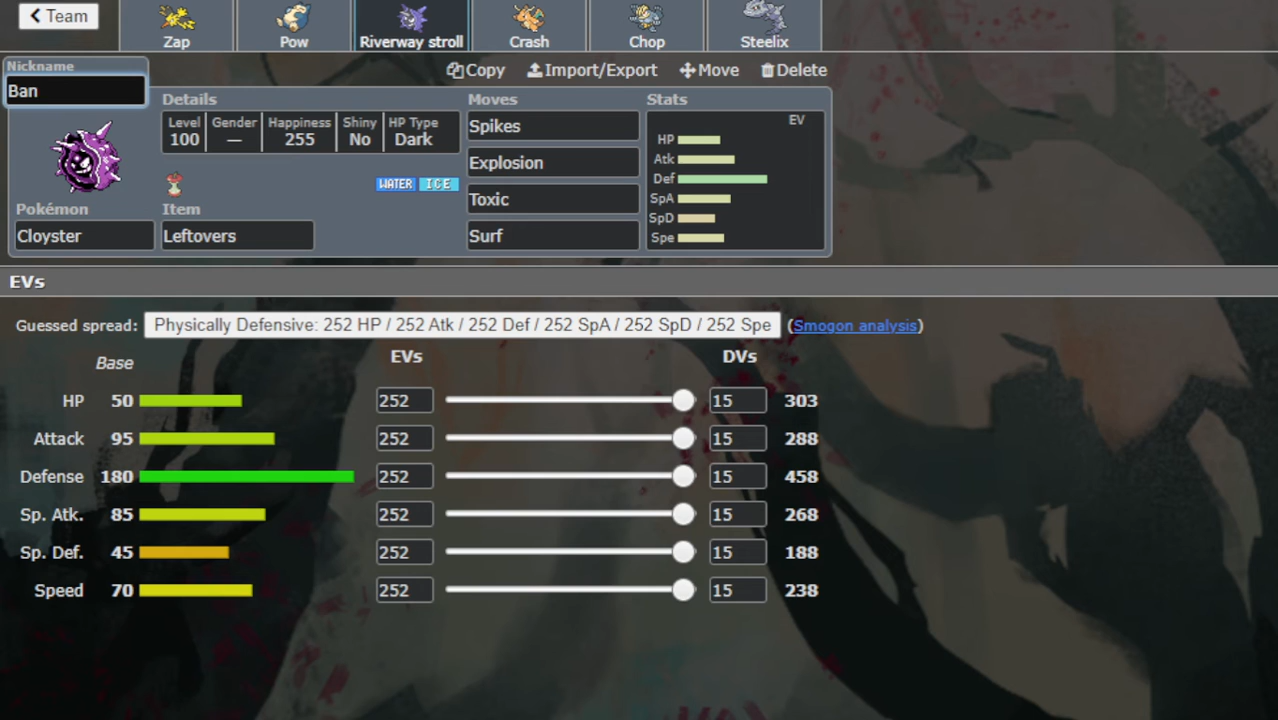 Team
Zap
Pow
Riverway stroll
Crash
Chop
Steelix
Nickname
Ban
Copy Import/Export Move Delete
Details
Level Gender Happiness Shiny HP Type
100 — 255 No Dark
WATER ICE
Pokémon
Cloyster
Item
Leftovers
Moves
Spikes
Explosion
Toxic
Surf
Stats
EV
HP
Atk
Def
SpA
SpD
Spe
EVs
Guessed spread: Physically Defensive: 252 HP / 252 Atk / 252 Def / 252 SpA / 252 SpD / 252 Spe (Smogon analysis)
Base EVs DVs
HP 50 252 15 303
Attack 95 252 15 288
Defense 180 252 15 458
Sp. Atk. 85 252 15 268
Sp. Def. 45 252 15 188
Speed 70 252 15 238